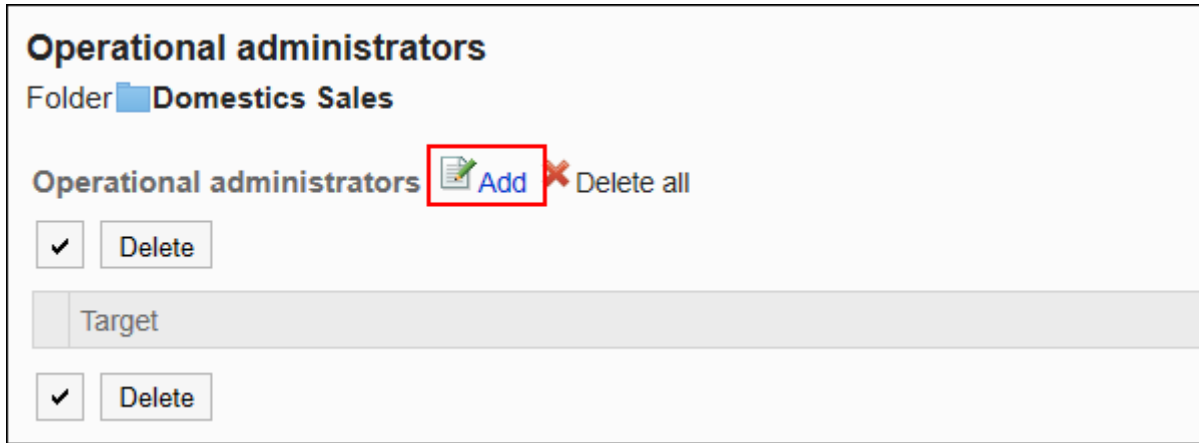 Operational administrators
Folder Domestics Sales
Operational administrators Add Delete all
Delete
Target
Delete